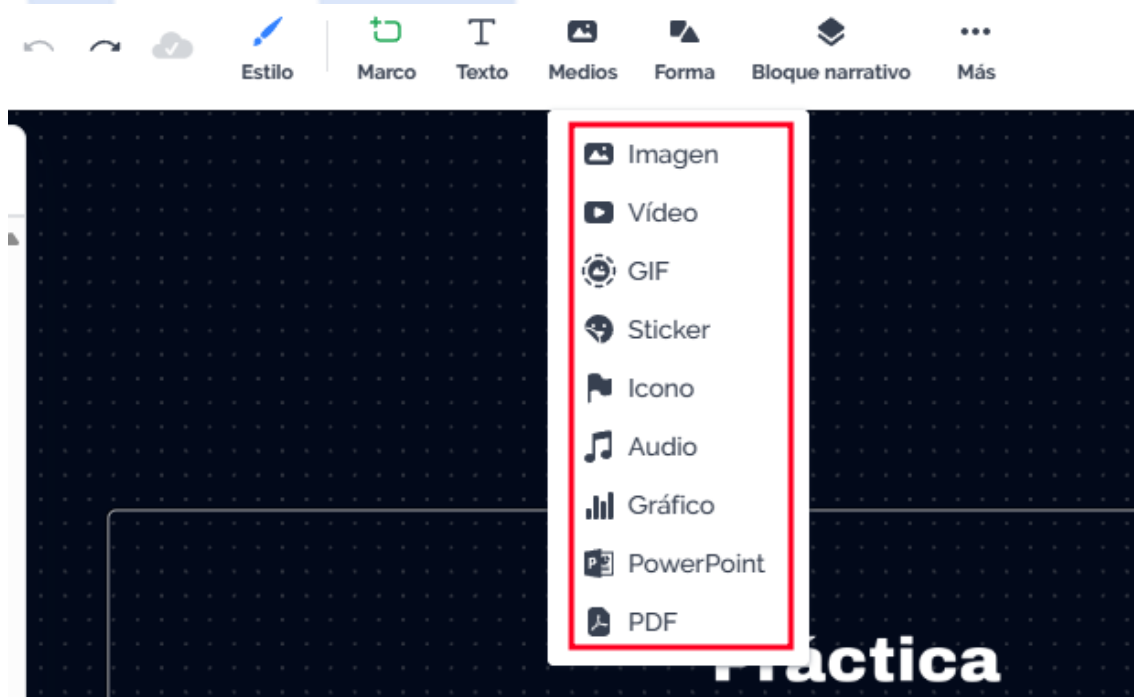 Estilo
Marco
Texto
Medios
Forma
Bloque narrativo
Más
Imagen
Vídeo
GIF
Sticker
Icono
Audio
Gráfico
PowerPoint
PDF
Práctica